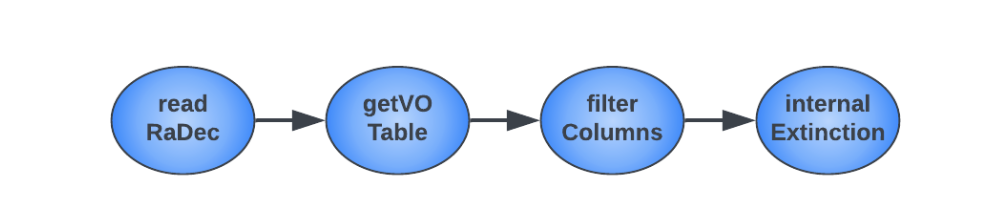 read
RaDec
getVO
Table
filter
Columns
internal
Extinction